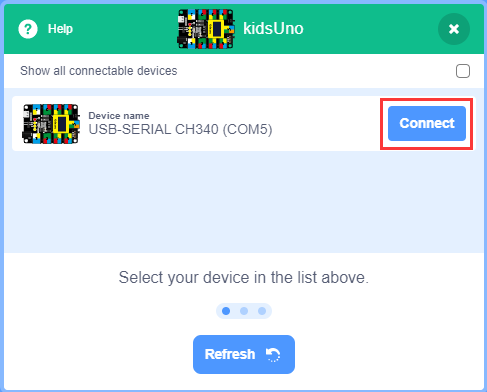 Help
kidsUno
Show all connectable devices
Device name
USB-SERIAL CH340 (COM5)
Connect
Select your device in the list above.
Refresh